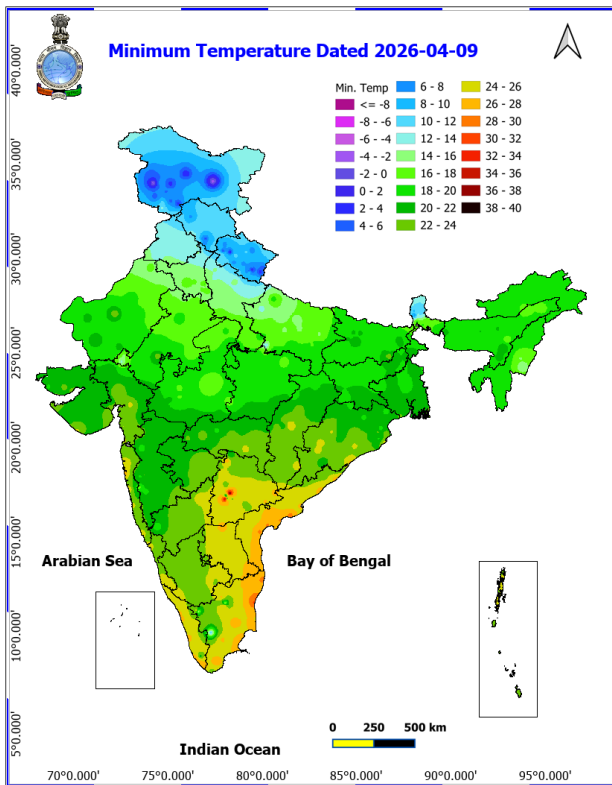 Minimum Temperature Dated 2026-04-09
Min. Temp
<= -8
-8 - -6
-6 - -4
-4 - -2
-2 - 0
0 - 2
2 - 4
4 - 6
6 - 8
8 - 10
10 - 12
12 - 14
14 - 16
16 - 18
18 - 20
20 - 22
22 - 24
24 - 26
26 - 28
28 - 30
30 - 32
32 - 34
34 - 36
36 - 38
38 - 40
40°0.000'
35°0.000'
30°0.000'
25°0.000'
20°0.000'
15°0.000'
10°0.000'
5°0.000'
Arabian Sea
Bay of Bengal
0 250 500 km
Indian Ocean
70°0.000' 75°0.000' 80°0.000' 85°0.000' 90°0.000' 95°0.000'